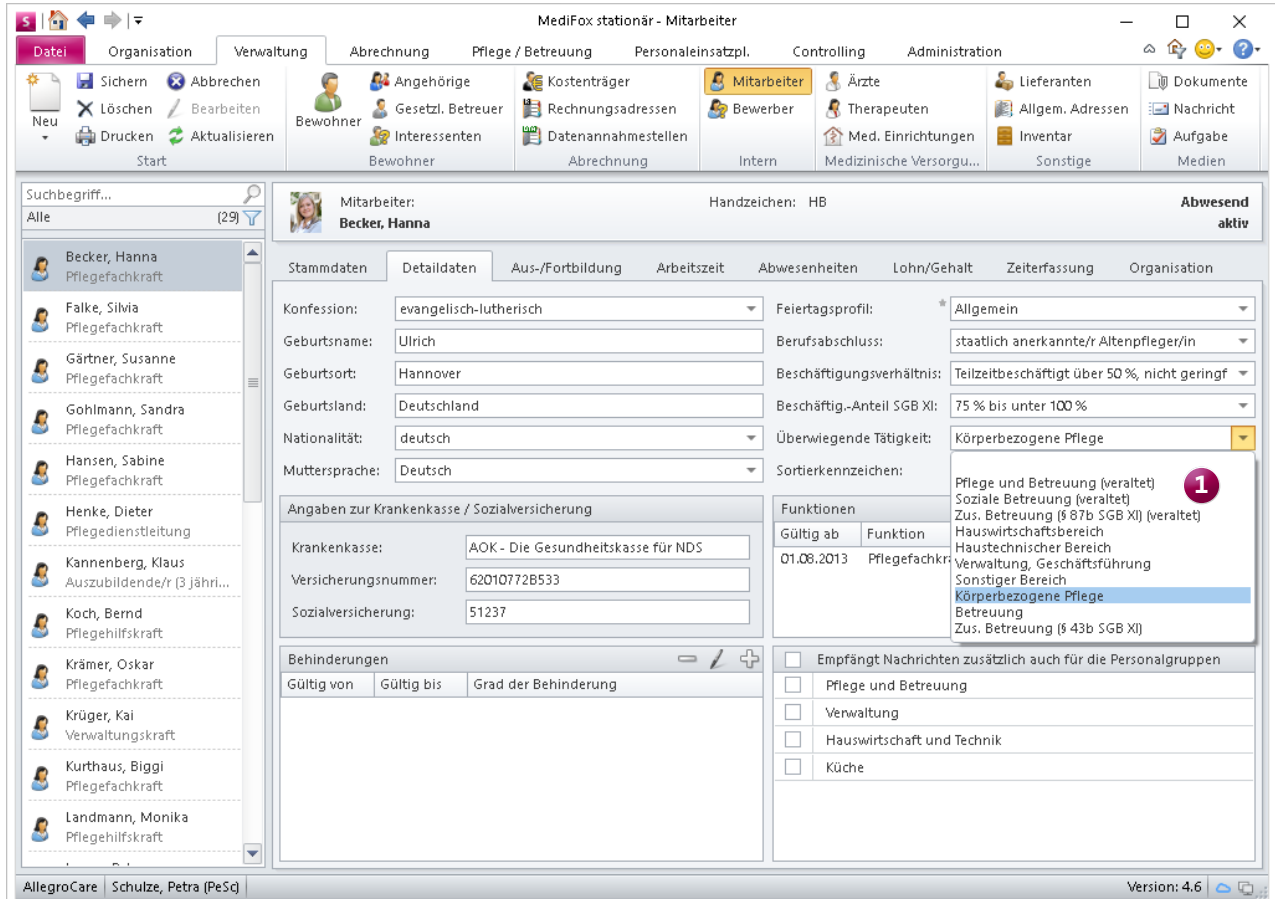 S
MediFox stationär - Mitarbeiter
Datei Organisation Verwaltung Abrechnung Pflege / Betreuung Personaleinsatzpl. Controlling Administration
Neu
Sichern Abbrechen
Löschen Bearbeiten
Drucken Aktualisieren
Start
Bewohner
Angehörige
Gesetzl. Betreuer
Interessenten
Bewohner
Kostenträger
Rechnungsadressen
Datenannahmestellen
Abrechnung
Mitarbeiter
Bewerber
Intern
Ärzte
Therapeuten
Med. Einrichtungen
Medizinische Versorgu...
Lieferanten
Allgem. Adressen
Inventar
Sonstige
Dokumente
Nachricht
Aufgabe
Medien
Suchbegriff...
Alle (29)
Becker, Hanna
Pflegefachkraft
Falke, Silvia
Pflegefachkraft
Gärtner, Susanne
Pflegefachkraft
Gohlmann, Sandra
Pflegefachkraft
Hansen, Sabine
Pflegefachkraft
Henke, Dieter
Pflegedienstleitung
Kannenberg, Klaus
Auszubildende/r (3 jähri...
Koch, Bernd
Pflegehilfskraft
Krämer, Oskar
Pflegefachkraft
Krüger, Kai
Verwaltungskraft
Kurthaus, Biggi
Pflegefachkraft
Landmann, Monika
Pflegehilfskraft
Mitarbeiter: Handzeichen: HB Abwesend
Becker, Hanna aktiv
Stammdaten Detaildaten Aus-/Fortbildung Arbeitszeit Abwesenheiten Lohn/Gehalt Zeiterfassung Organisation
Konfession: evangelisch-lutherisch
Geburtsname: Ulrich
Geburtsort: Hannover
Geburtsland: Deutschland
Nationalität: deutsch
Muttersprache: Deutsch
Feiertagsprofil: * Allgemein
Berufsabschluss: staatlich anerkannte/r Altenpfleger/in
Beschäftigungsverhältnis: Teilzeitbeschäftigt über 50 %, nicht geringf
Beschäftig.-Anteil SGB XI: 75 % bis unter 100 %
Überwiegende Tätigkeit: Körperbezogene Pflege
Sortierkennzeichen:
Pflege und Betreuung (veraltet)
Soziale Betreuung (veraltet)
Zus. Betreuung (§ 87b SGB XI) (veraltet)
Hauswirtschaftsbereich
Haustechnischer Bereich
Verwaltung, Geschäftsführung
Sonstiger Bereich
Körperbezogene Pflege
Betreuung
Zus. Betreuung (§ 43b SGB XI)
1
Angaben zur Krankenkasse / Sozialversicherung
Krankenkasse: AOK - Die Gesundheitskasse für NDS
Versicherungsnummer: 62010772B533
Sozialversicherung: 51237
Funktionen
Gültig ab Funktion
01.08.2013 Pflegefachkr
Behinderungen
Gültig von Gültig bis Grad der Behinderung
Empfängt Nachrichten zusätzlich auch für die Personalgruppen
Pflege und Betreuung
Verwaltung
Hauswirtschaft und Technik
Küche
AllegroCare Schulze, Petra (PeSc) Version: 4.6